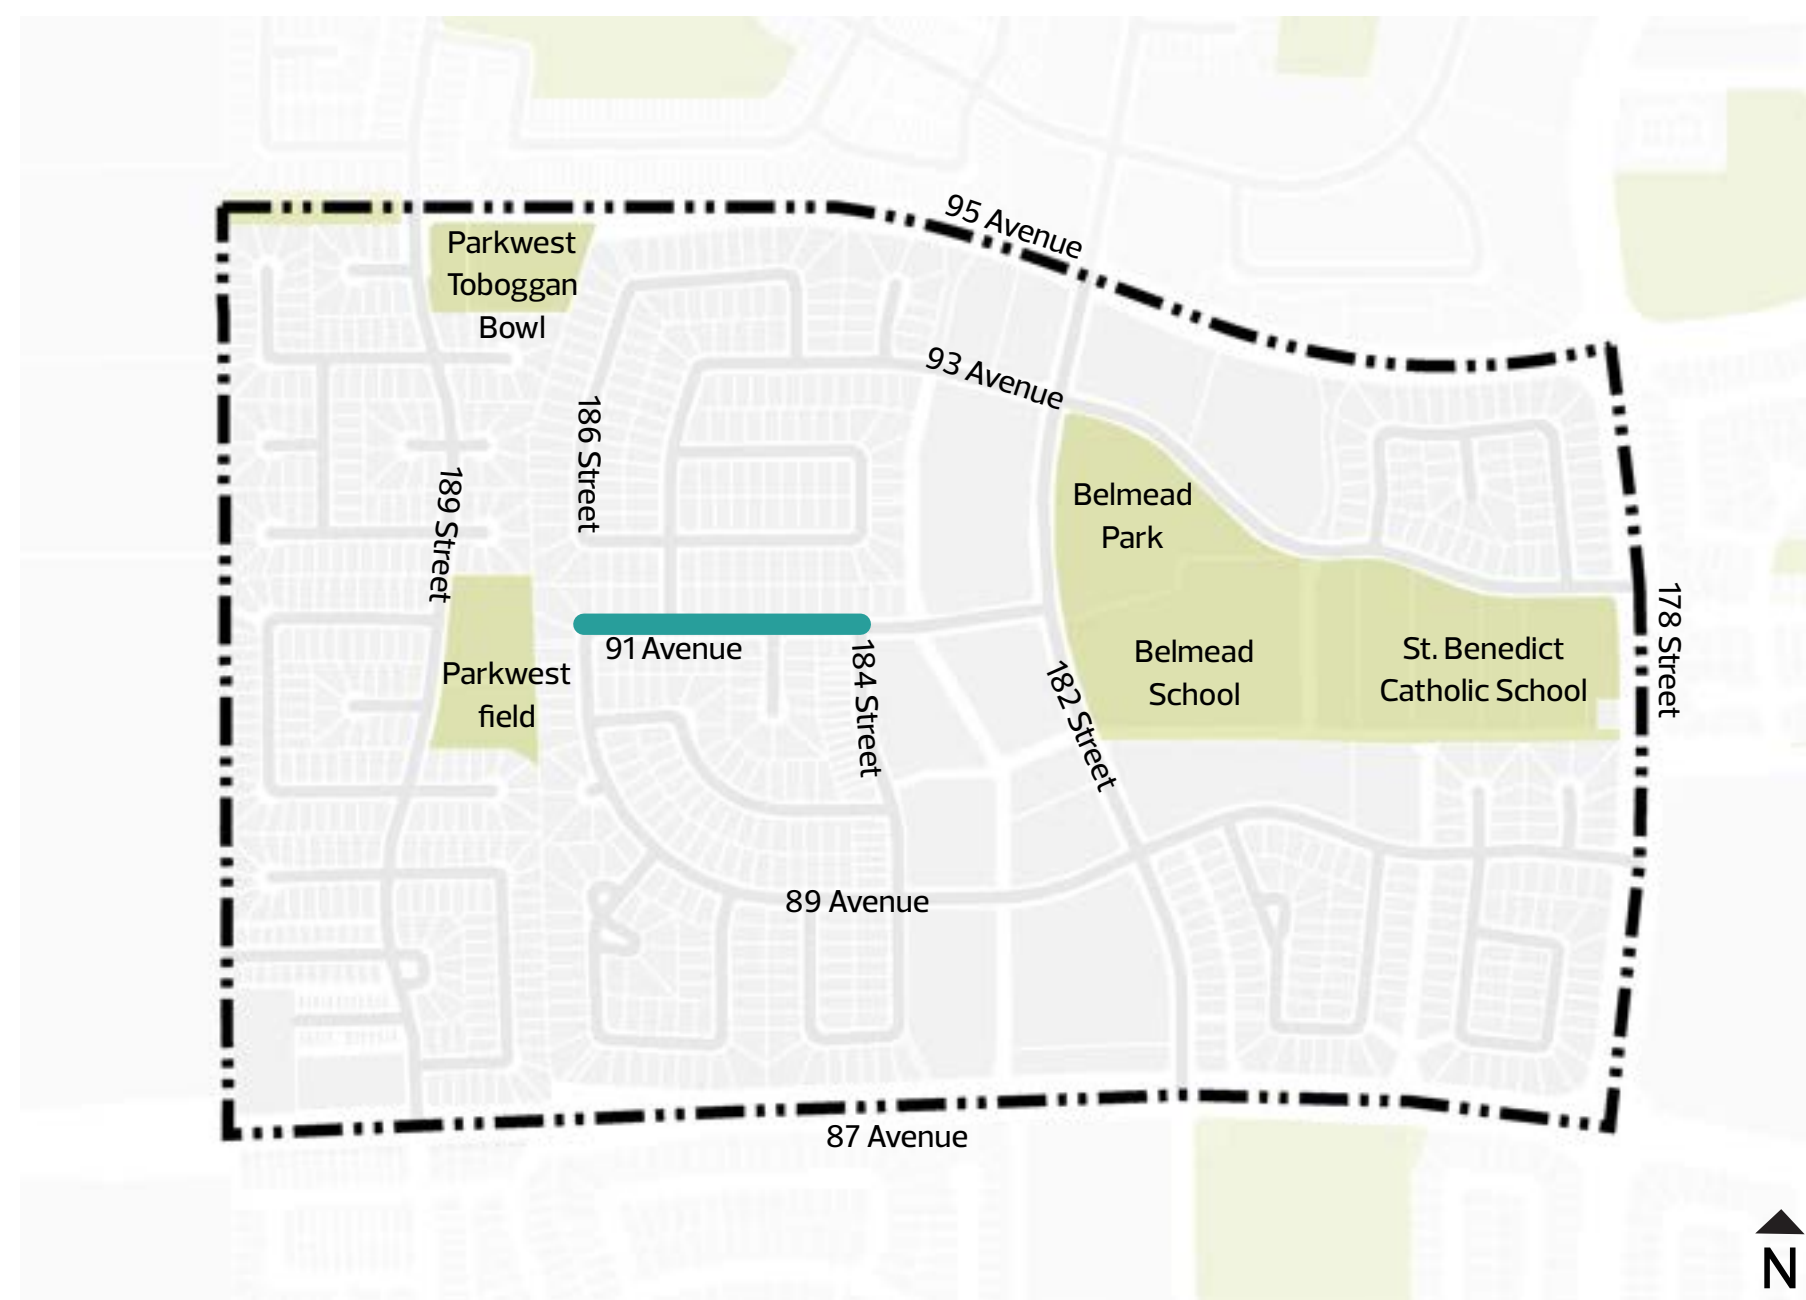 95 Avenue
Parkwest
Toboggan
Bowl
93 Avenue
186 Street
189 Street
Belmead
Park
178 Street
91 Avenue
184 Street
Parkwest
field
182 Street
Belmead
School
St. Benedict
Catholic School
89 Avenue
87 Avenue
N